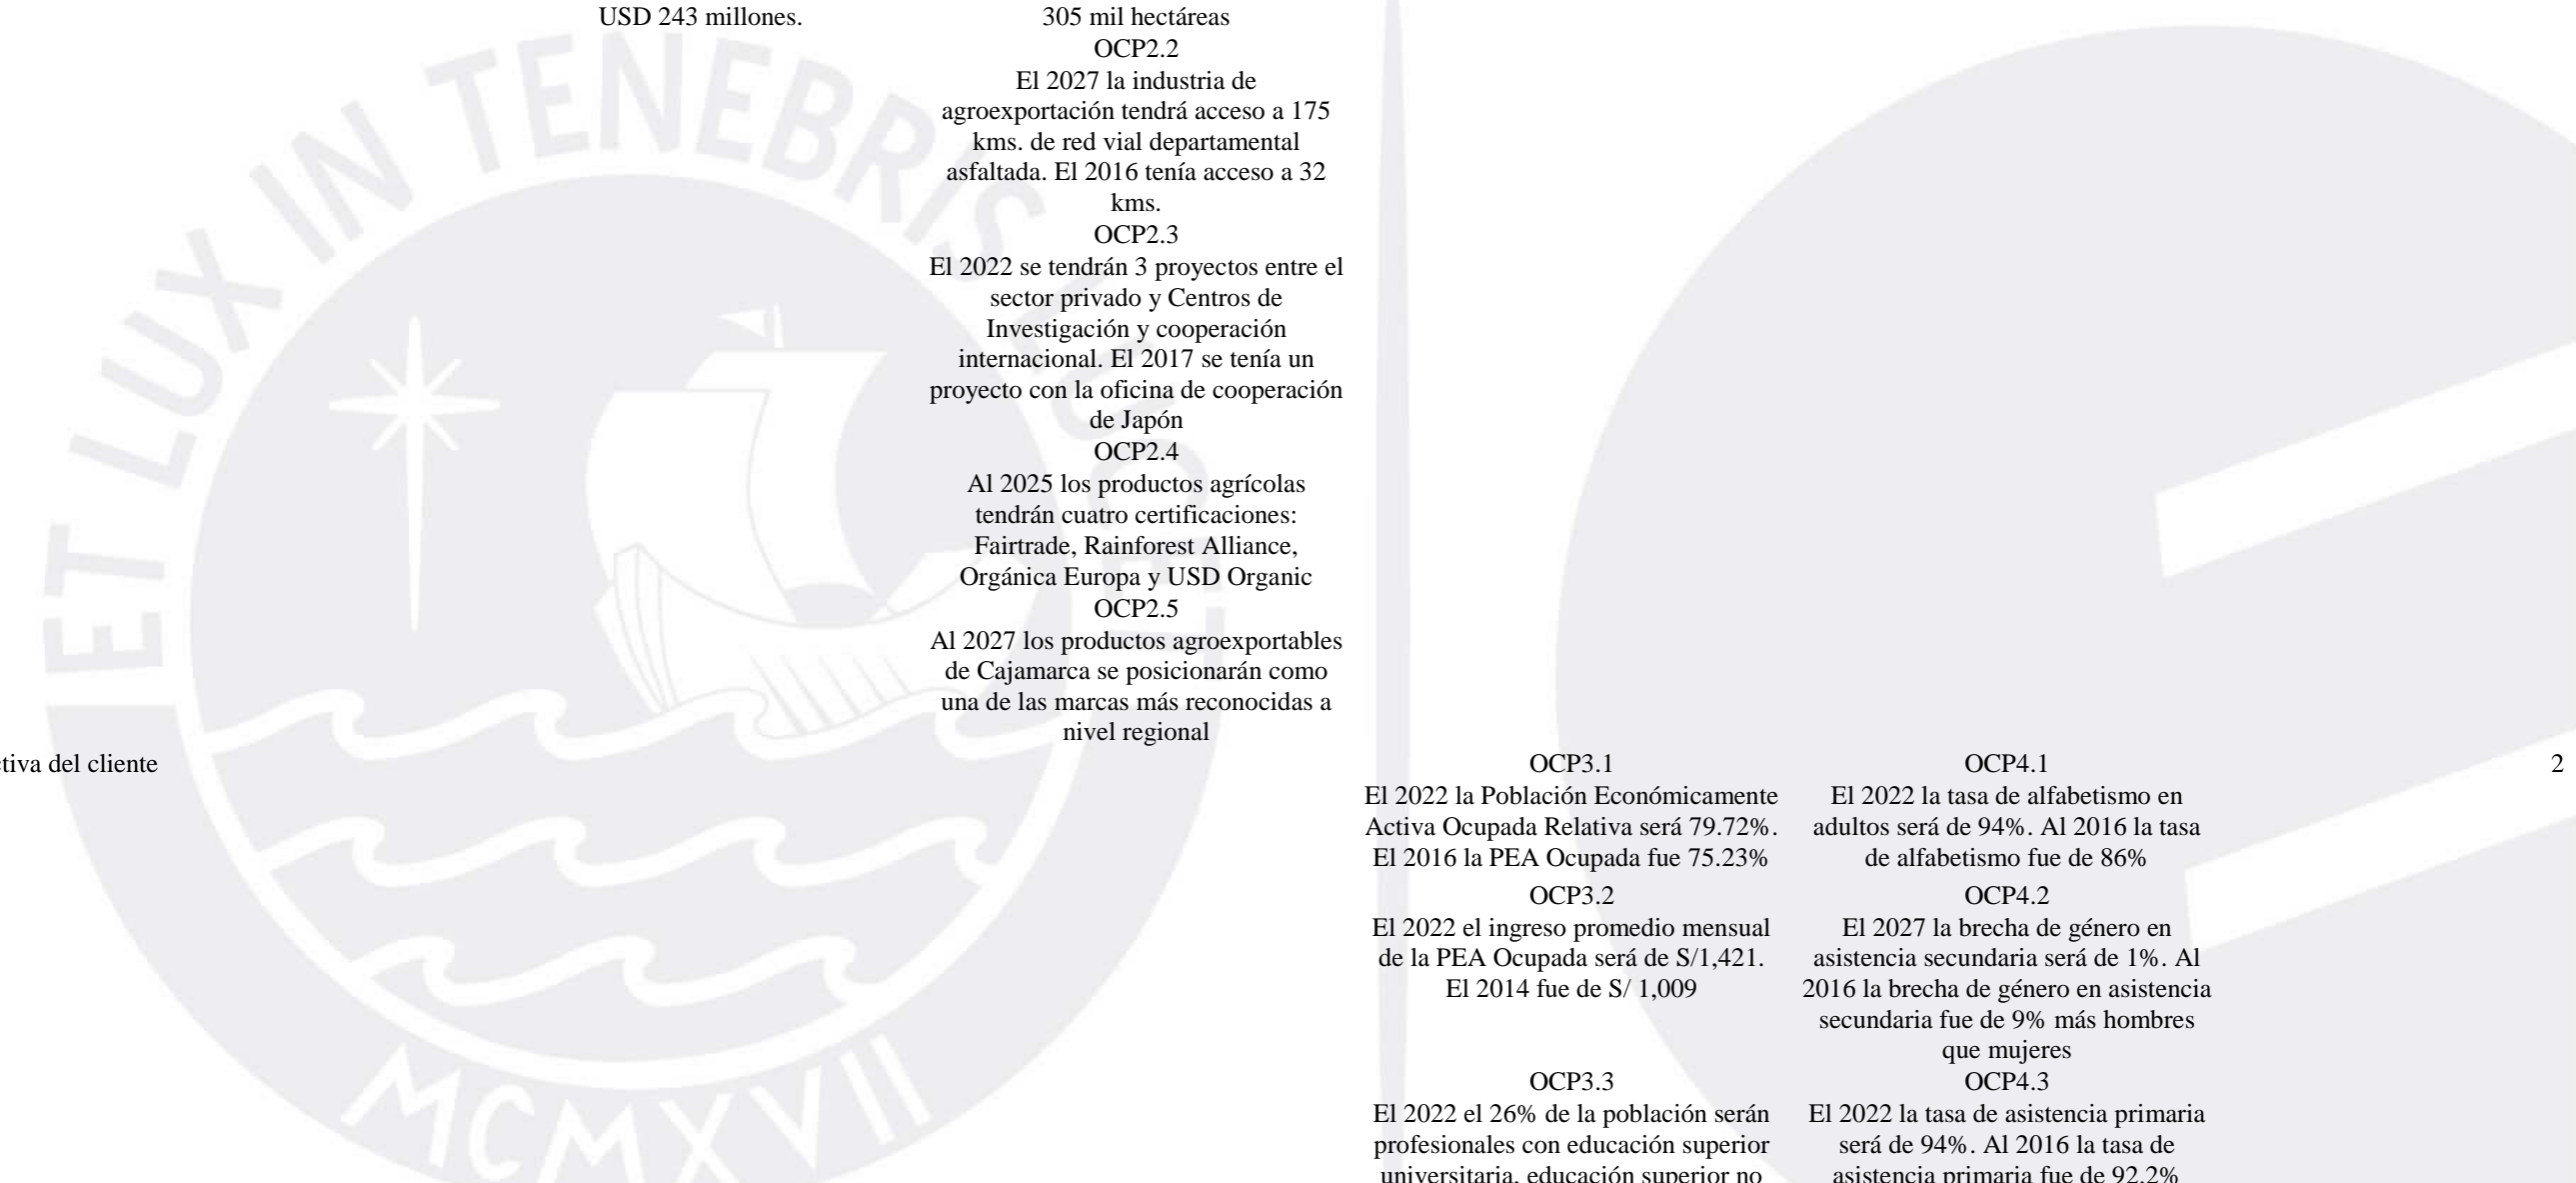 USD 243 millones.
305 mil hectáreas
OCP2.2
El 2027 la industria de
agroexportación tendrá acceso a 175
kms. de red vial departamental
asfaltada. El 2016 tenía acceso a 32
kms.
OCP2.3
El 2022 se tendrán 3 proyectos entre el
sector privado y Centros de
Investigación y cooperación
internacional. El 2017 se tenía un
proyecto con la oficina de cooperación
de Japón
OCP2.4
Al 2025 los productos agrícolas
tendrán cuatro certificaciones:
Fairtrade, Rainforest Alliance,
Orgánica Europa y USD Organic
OCP2.5
Al 2027 los productos agroexportables
de Cajamarca se posicionarán como
una de las marcas más reconocidas a
nivel regional
tiva del cliente
OCP3.1
El 2022 la Población Económicamente
Activa Ocupada Relativa será 79.72%.
El 2016 la PEA Ocupada fue 75.23%
OCP3.2
El 2022 el ingreso promedio mensual
de la PEA Ocupada será de S/1,421.
El 2014 fue de S/ 1,009
OCP3.3
El 2022 el 26% de la población serán
profesionales con educación superior
universitaria, educación superior no
OCP4.1
El 2022 la tasa de alfabetismo en
adultos será de 94%. Al 2016 la tasa
de alfabetismo fue de 86%
OCP4.2
El 2027 la brecha de género en
asistencia secundaria será de 1%. Al
2016 la brecha de género en asistencia
secundaria fue de 9% más hombres
que mujeres
OCP4.3
El 2022 la tasa de asistencia primaria
será de 94%. Al 2016 la tasa de
asistencia primaria fue de 92.2%
2
ET LUX IN TENEBRIS LUCET
MCMXVII